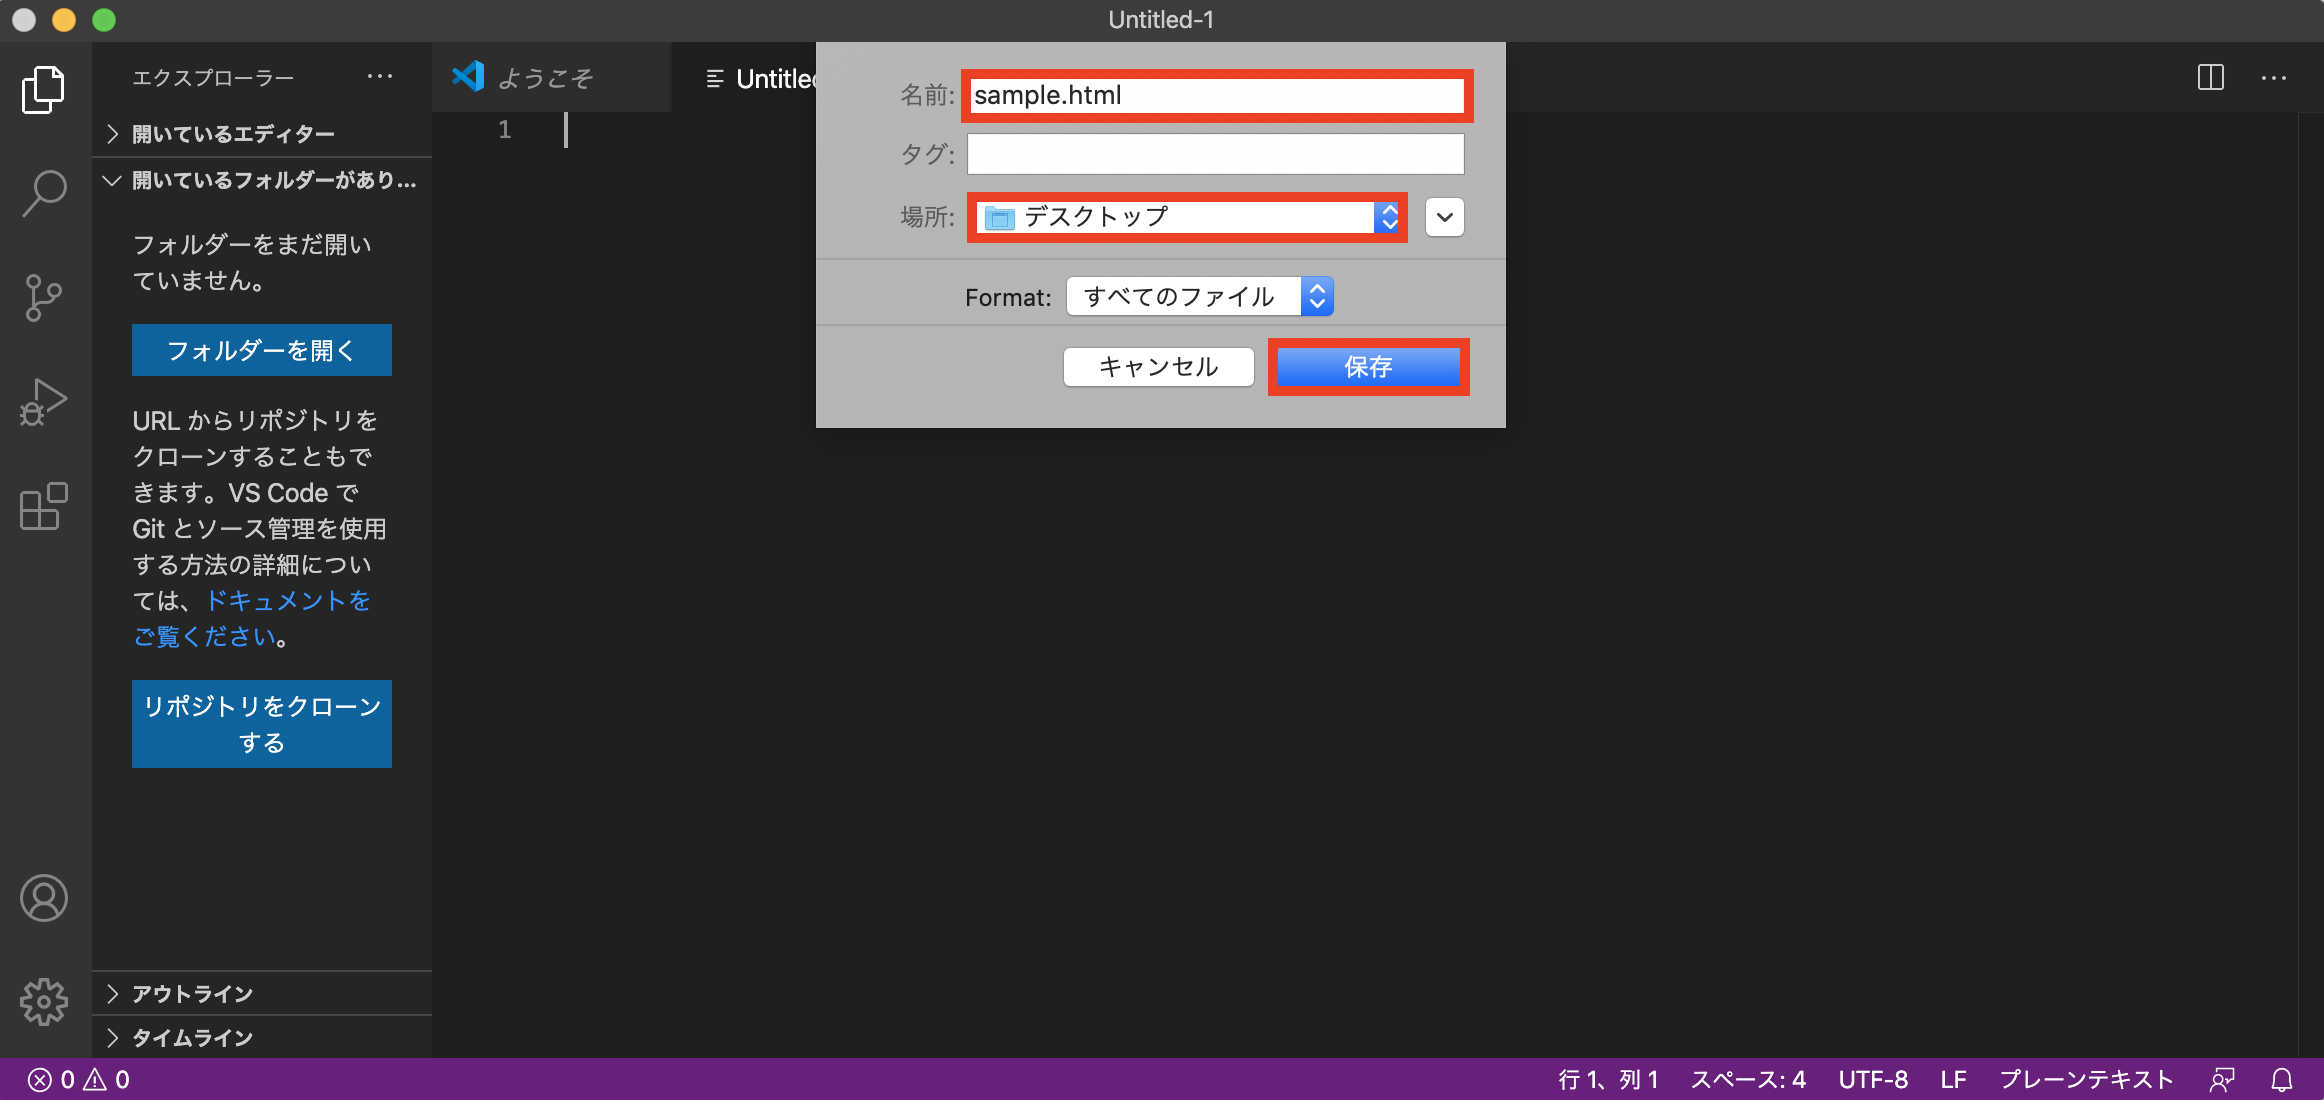 Untitled-1
エクスプローラー
開いているエディター
開いているフォルダーがあり...
フォルダーをまだ開い
ていません。
フォルダーを開く
URL からリポジトリを
クローンすることもで
きます。VS Code で
Git とソース管理を使用
する方法の詳細につい
ては、ドキュメントを
ご覧ください。
リポジトリをクローン
する
アウトライン
タイムライン
ようこそ
Untitled
1
名前: sample.html
タグ:
場所: デスクトップ
Format: すべてのファイル
キャンセル 保存
0 0
行 1、列 1 スペース: 4 UTF-8 LF プレーンテキスト